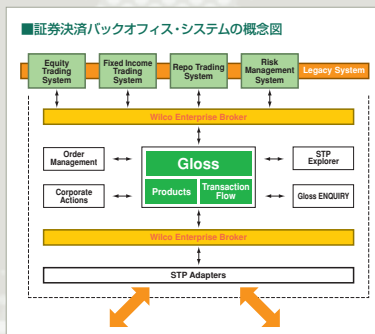 ■証券決済バックオフィス・システムの概念図
Equity
Trading
System
Fixed Income
Trading
System
Repo Trading
System
Risk
Management
System
Legacy System
Wilco Enterprise Broker
Order
Management
Corporate
Actions
Gloss
Products
Transaction
Flow
STP
Explorer
Gloss ENQUIRY
Wilco Enterprise Broker
STP Adapters